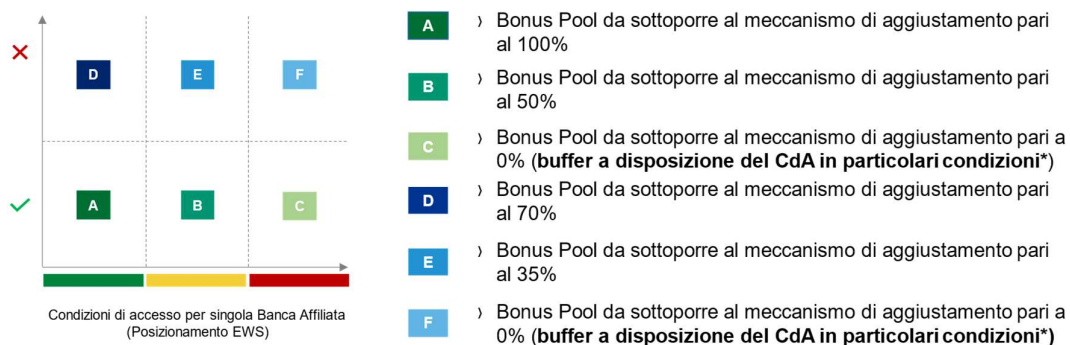 D
E
F
A
B
C
Condizioni di accesso per singola Banca Affiliata
(Posizionamento EWS)
A
› Bonus Pool da sottoporre al meccanismo di aggiustamento pari
al 100%
B
› Bonus Pool da sottoporre al meccanismo di aggiustamento pari
al 50%
C
› Bonus Pool da sottoporre al meccanismo di aggiustamento pari a
0% (buffer a disposizione del CdA in particolari condizioni*)
D
› Bonus Pool da sottoporre al meccanismo di aggiustamento pari
al 70%
E
› Bonus Pool da sottoporre al meccanismo di aggiustamento pari
al 35%
F
› Bonus Pool da sottoporre al meccanismo di aggiustamento pari a
0% (buffer a disposizione del CdA in particolari condizioni*)